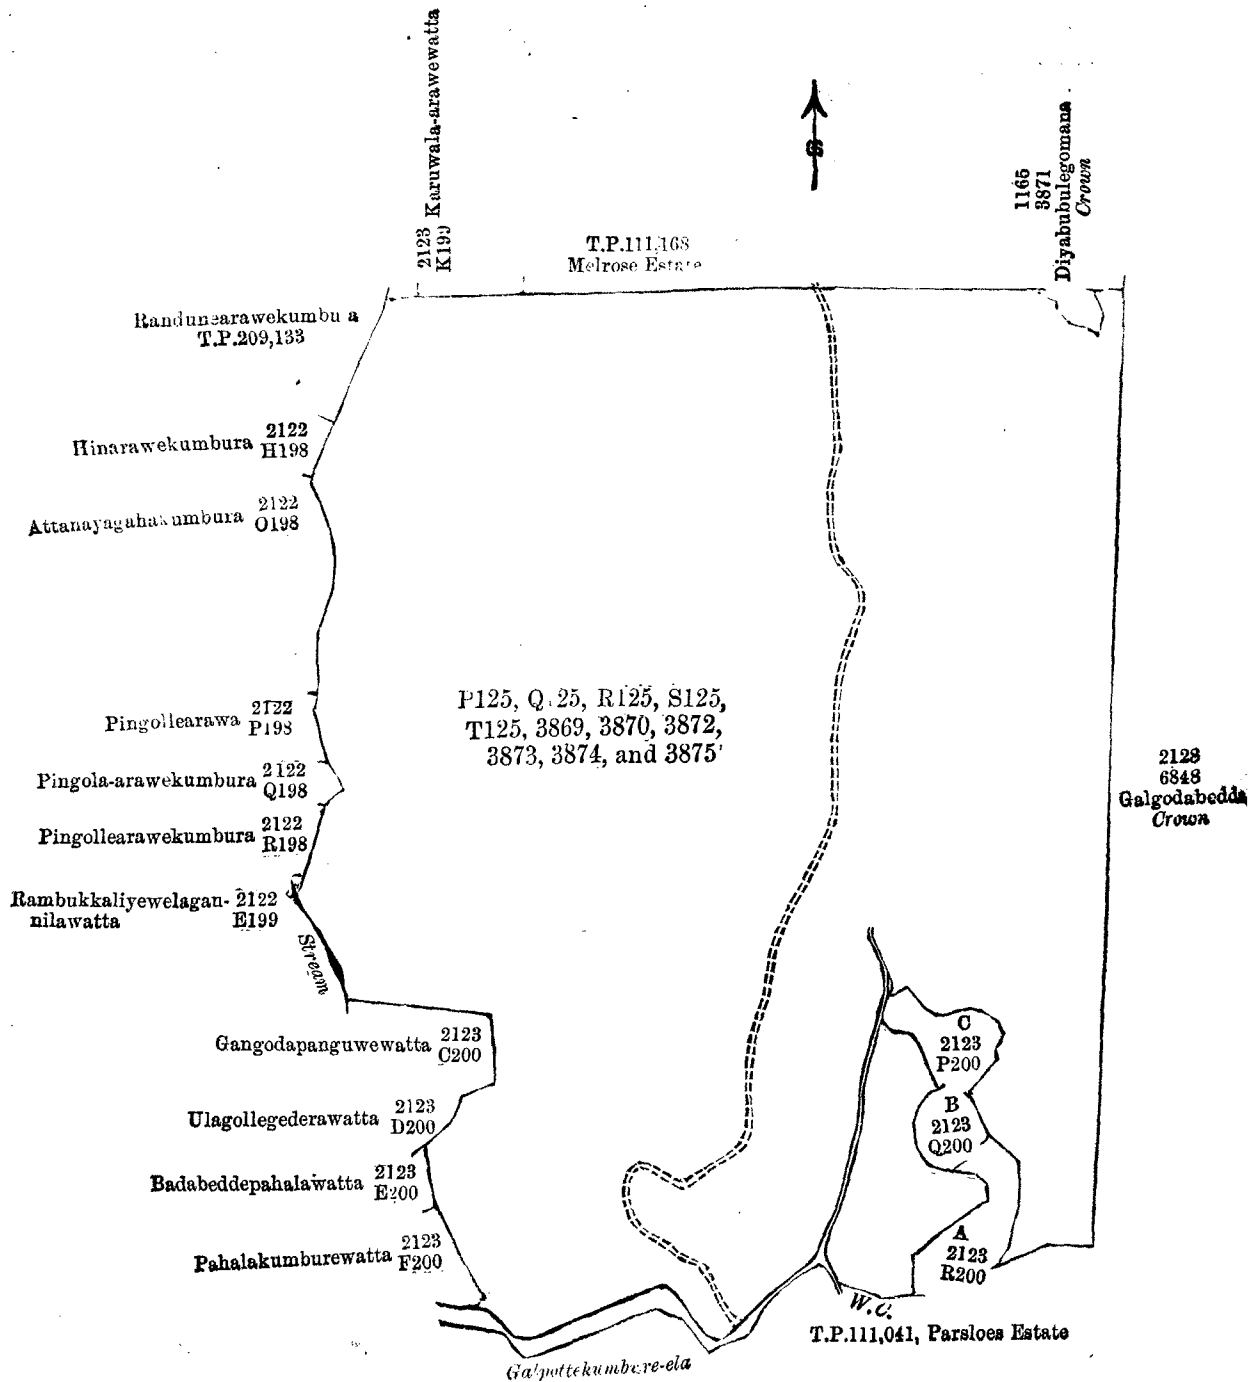 2123 Karuwala-arawewatta
K199
T.P.111,168
Melrose Estate
1165
3871
Diyabubulegomana
Crown
T.P.209,133
Hinarawekumbura 2122
H198
Attanayagahakumbura 2122
O198
P125, Q125, R125, S125,
T125, 3869, 3870, 3872,
3873, 3874, and 3875
Pingollearawa 2122
P198
Pingola-arawekumbura 2122
Q198
Pingollearawekumbura 2122
R198
2128
6848
Galgodabedda
Crown
Rambukkaliyewelagan- 2122
nilawatta E199
Stream
Gangodapanguwewatta 2123
C200
C
2123
P200
Ulagollegederawatta 2123
D200
B
2123
Q200
Badabeddepahalawatta 2123
E200
Pahalakumburewatta 2123
F200
A
2123
R200
W.C.
T.P.111,041, Parsloes Estate
Galpottekumbure-ela